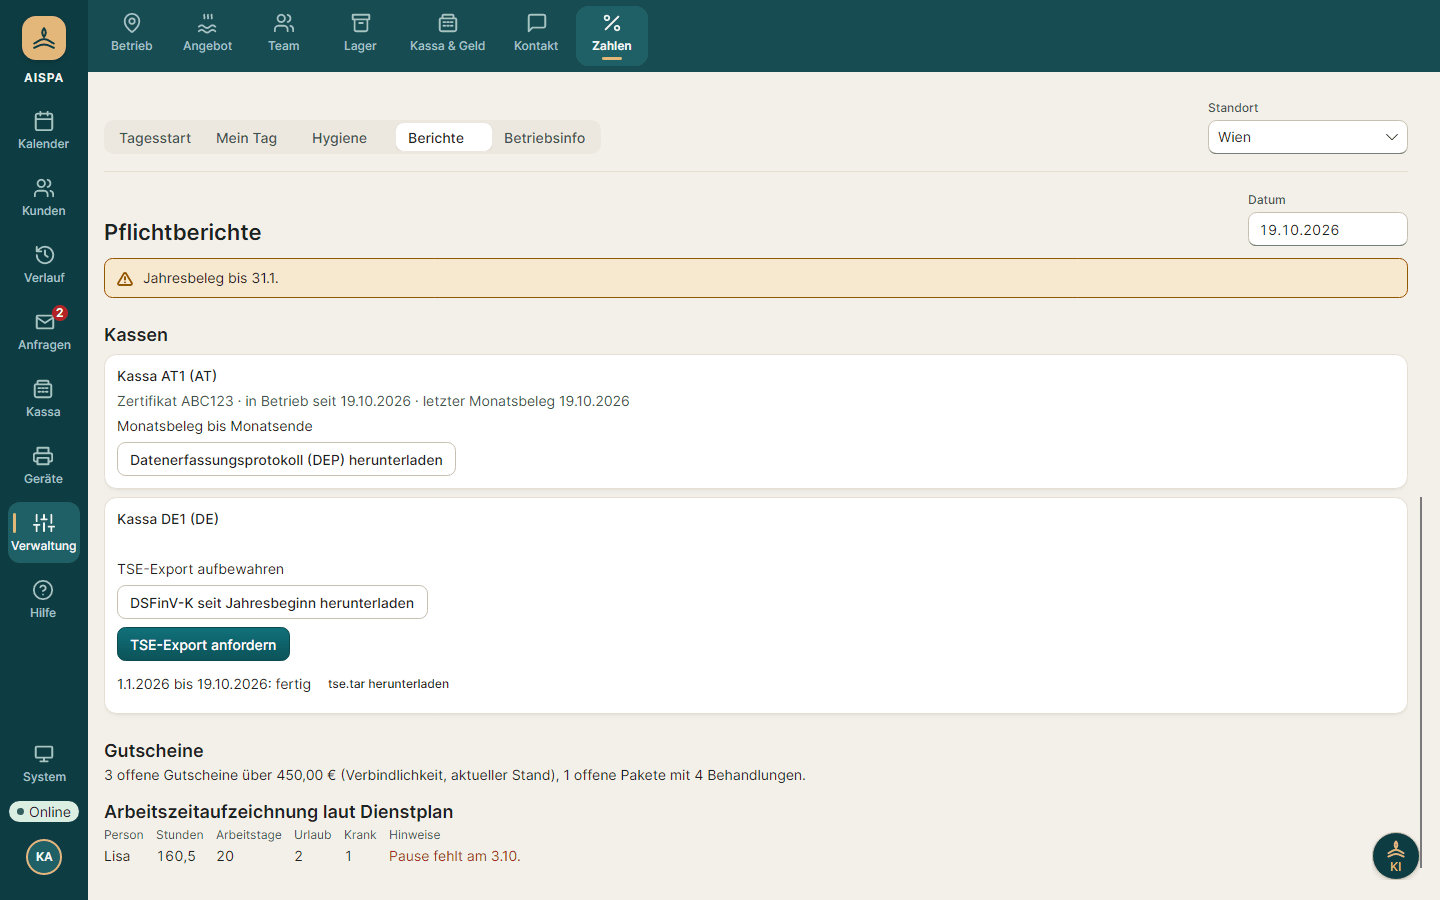 AISPA
Kalender
Kunden
Verlauf
2
Anfragen
Kassa
Geräte
Verwaltung
Hilfe
System
Online
KA
Betrieb
Angebot
Team
Lager
Kassa & Geld
Kontakt
Zahlen
Tagesstart
Mein Tag
Hygiene
Berichte
Betriebsinfo
Standort
Wien
Datum
19.10.2026
Pflichtberichte
Jahresbeleg bis 31.1.
Kassen
Kassa AT1 (AT)
Zertifikat ABC123 · in Betrieb seit 19.10.2026 · letzter Monatsbeleg 19.10.2026
Monatsbeleg bis Monatsende
Datenerfassungsprotokoll (DEP) herunterladen
Kassa DE1 (DE)
TSE-Export aufbewahren
DSFinV-K seit Jahresbeginn herunterladen
TSE-Export anfordern
1.1.2026 bis 19.10.2026: fertig tse.tar herunterladen
Gutscheine
3 offene Gutscheine über 450,00 € (Verbindlichkeit, aktueller Stand), 1 offene Pakete mit 4 Behandlungen.
Arbeitszeitaufzeichnung laut Dienstplan
Person Stunden Arbeitstage Urlaub Krank Hinweise
Lisa 160,5 20 2 1 Pause fehlt am 3.10.
KI